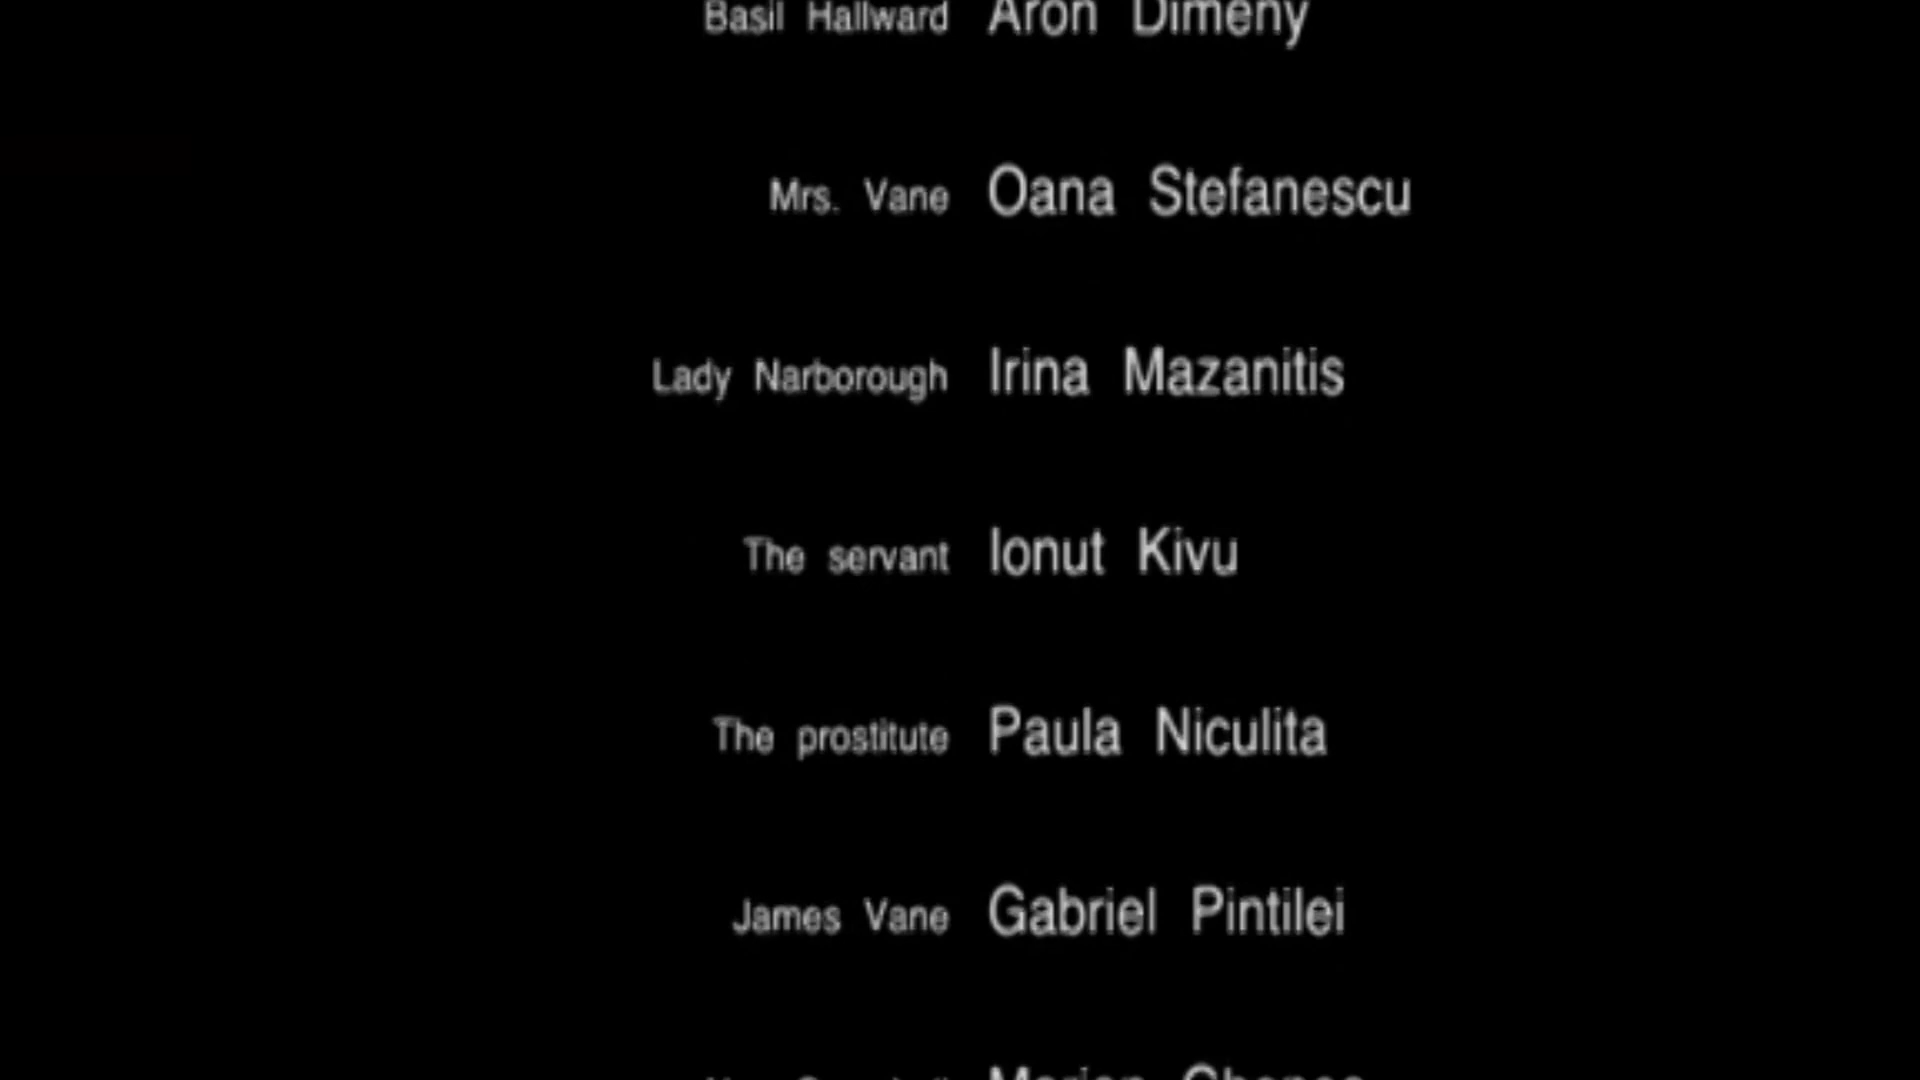 Basil Hallward Aron Dimeny
Mrs. Vane Oana Stefanescu
Lady Narborough Irina Mazanitis
The servant Ionut Kivu
The prostitute Paula Niculita
James Vane Gabriel Pintilei